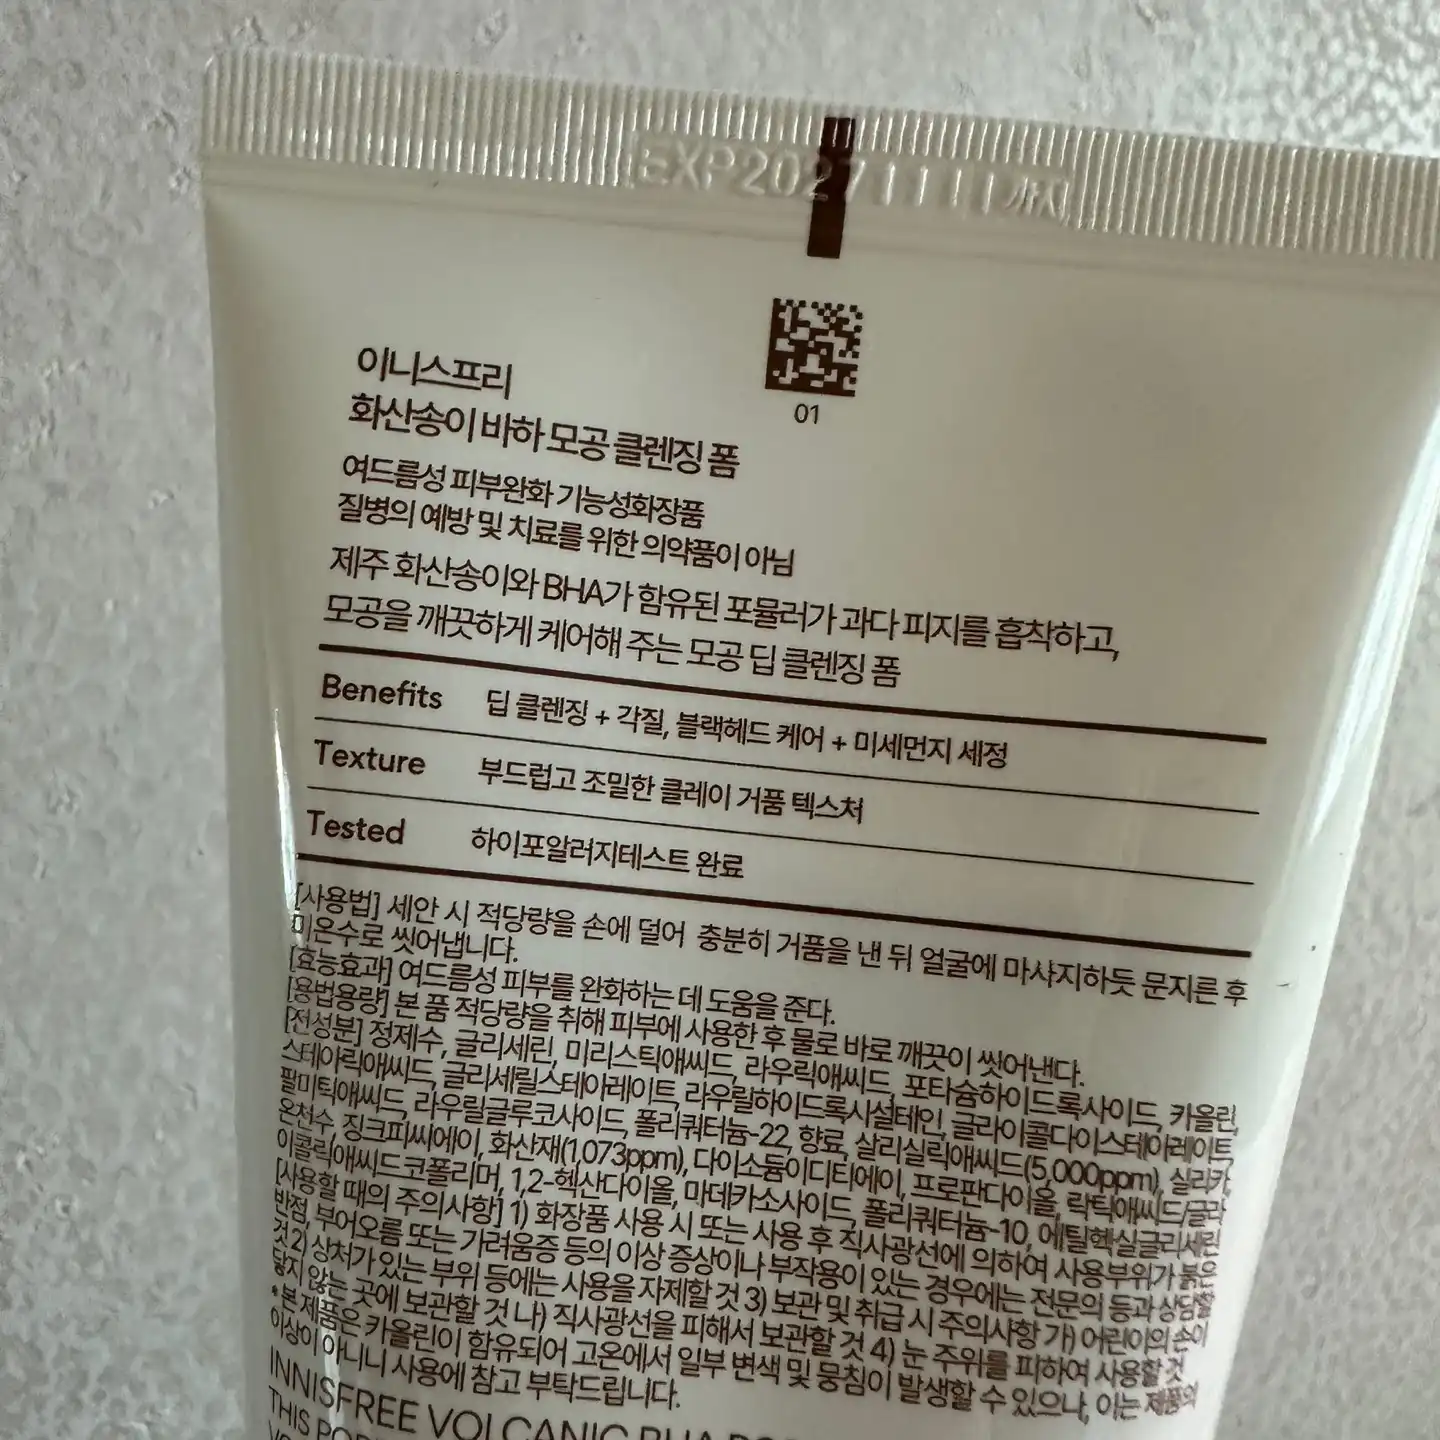 EXP20271111까지
01
이니스프리
화산송이 바하 모공 클렌징 폼
여드름성 피부완화 기능성화장품
질병의 예방 및 치료를 위한 의약품이 아님
제주 화산송이와 BHA가 함유된 포뮬러가 과다 피지를 흡착하고,
모공을 깨끗하게 케어해 주는 모공 딥 클렌징 폼
Benefits 딥 클렌징 + 각질, 블랙헤드 케어 + 미세먼지 세정
Texture 부드럽고 조밀한 클레이 거품 텍스처
Tested 하이포알러지테스트 완료
[사용법] 세안 시 적당량을 손에 덜어 충분히 거품을 낸 뒤 얼굴에 마사지하듯 문지른 후
미온수로 씻어냅니다.
[효능효과] 여드름성 피부를 완화하는 데 도움을 준다.
[용법용량] 본 품 적당량을 취해 피부에 사용한 후 물로 바로 깨끗이 씻어낸다.
[전성분] 정제수, 글리세린, 미리스틱애씨드, 라우릭애씨드, 포타슘하이드록사이드, 카올린,
스테아릭애씨드, 글리세릴스테아레이트, 라우릴하이드록시설테인, 글라이콜다이스테아레이트,
팔미틱애씨드, 라우릴글루코사이드, 폴리쿼터늄-22, 향료, 살리실릭애씨드(5,000ppm), 실리카,
온천수, 징크피씨에이, 화산재(1,073ppm), 다이소듐이디티에이, 프로판다이올, 락틱애씨드/글라
이콜릭애씨드코폴리머, 1,2-헥산다이올, 마데카소사이드, 폴리쿼터늄-10, 에틸헥실글리세린
[사용할 때의 주의사항] 1) 화장품 사용 시 또는 사용 후 직사광선에 의하여 사용부위가 붉은
반점, 부어오름 또는 가려움증 등의 이상 증상이나 부작용이 있는 경우에는 전문의 등과 상담할
것 2) 상처가 있는 부위 등에는 사용을 자제할 것 3) 보관 및 취급 시 주의사항 가) 어린이의 손이
닿지 않는 곳에 보관할 것 나) 직사광선을 피해서 보관할 것 4) 눈 주위를 피하여 사용할 것
* 본 제품은 카올린이 함유되어 고온에서 일부 변색 및 뭉침이 발생할 수 있으나, 이는 제품의
이상이 아니니 사용에 참고 부탁드립니다.
INNISFREE VOLCANIC BHA
THIS